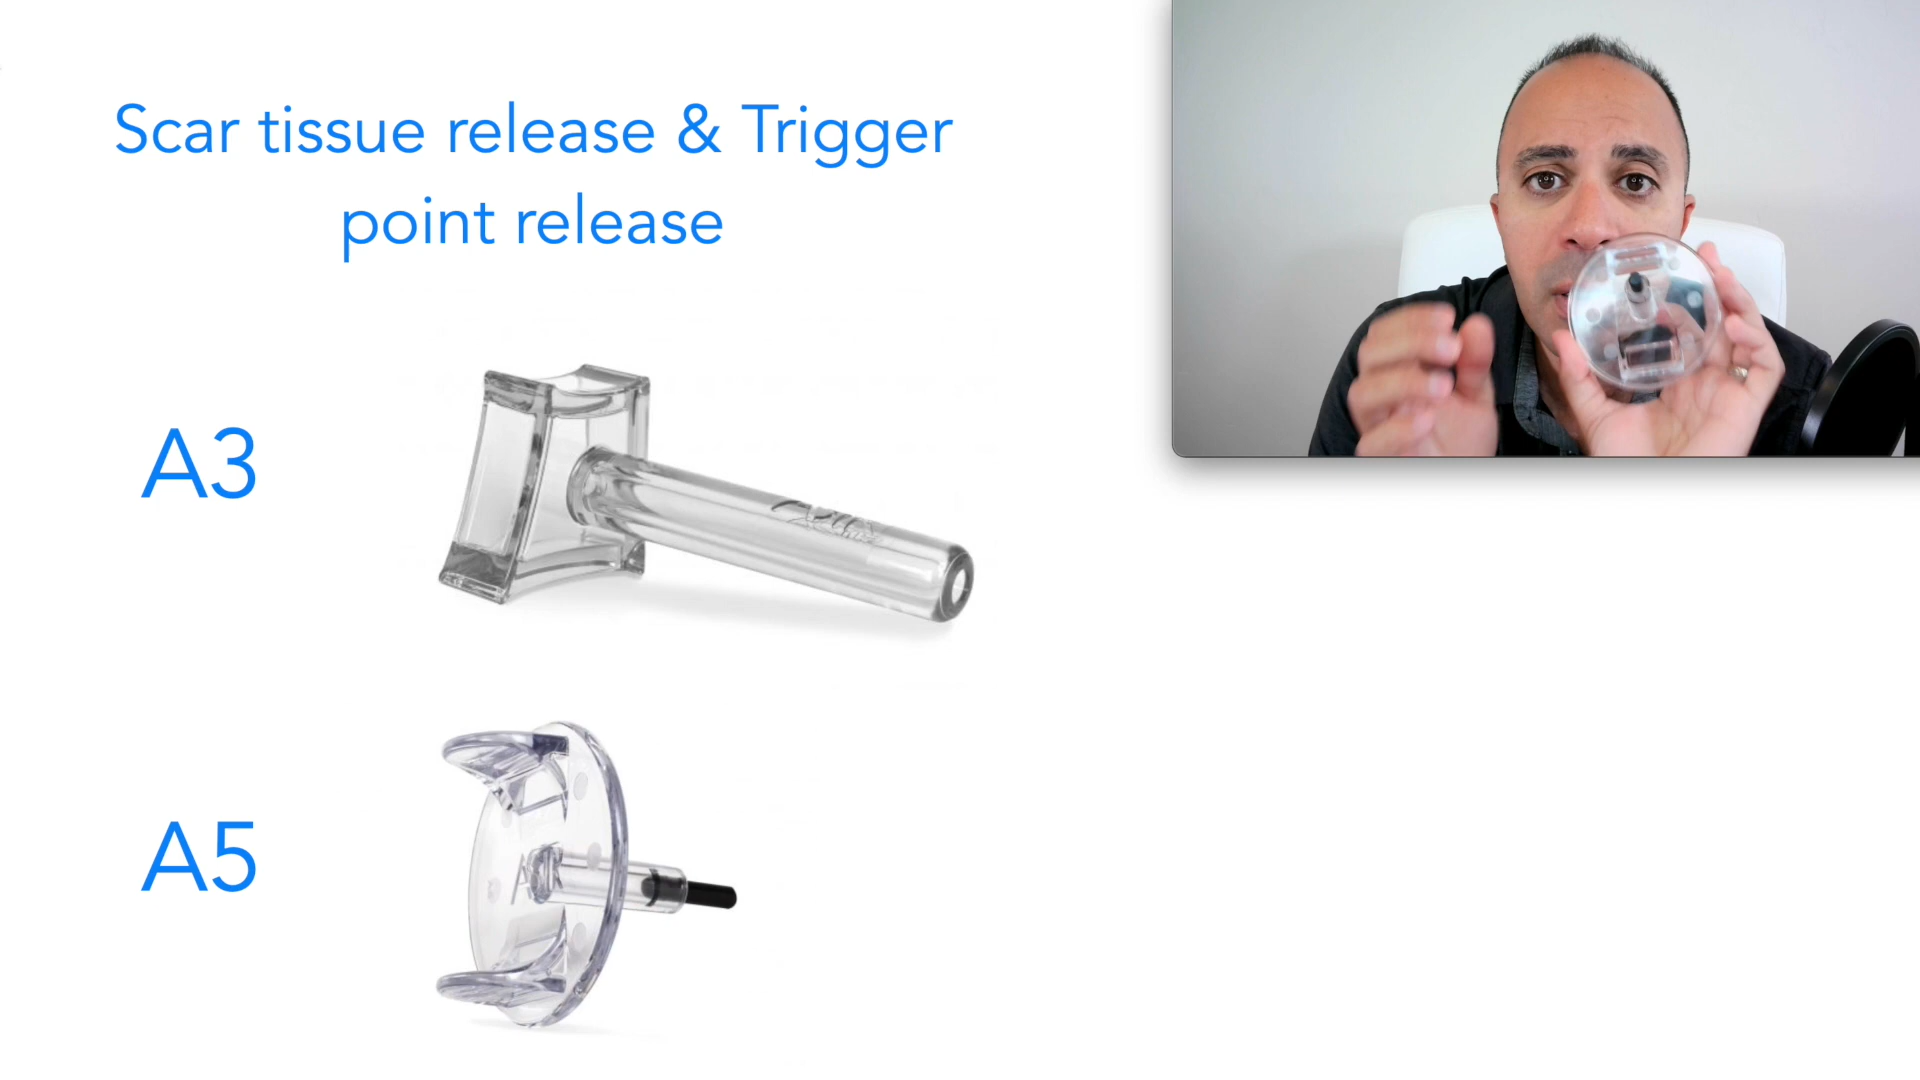 Scar tissue release & Trigger
point release
A3
A5